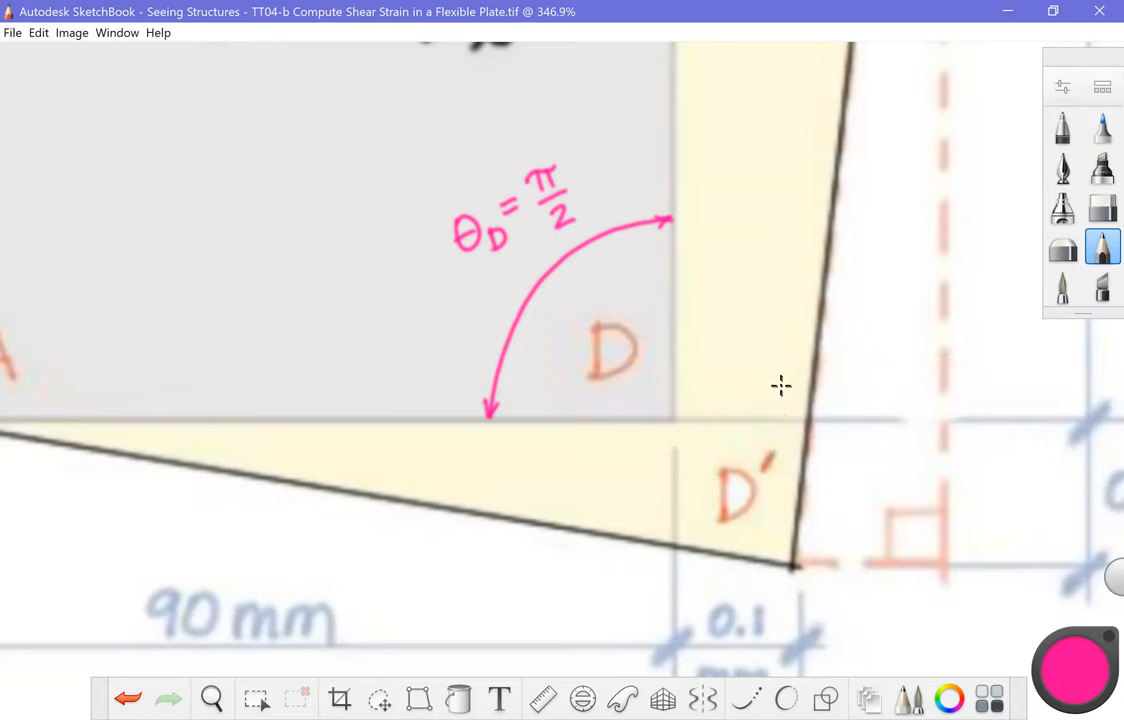 Autodesk SketchBook - Seeing Structures - TT04-b Compute Shear Strain in a Flexible Plate.tif @ 346.9%
File Edit Image Window Help
θD = π/2
D
A
D′
90 mm
0.1
T